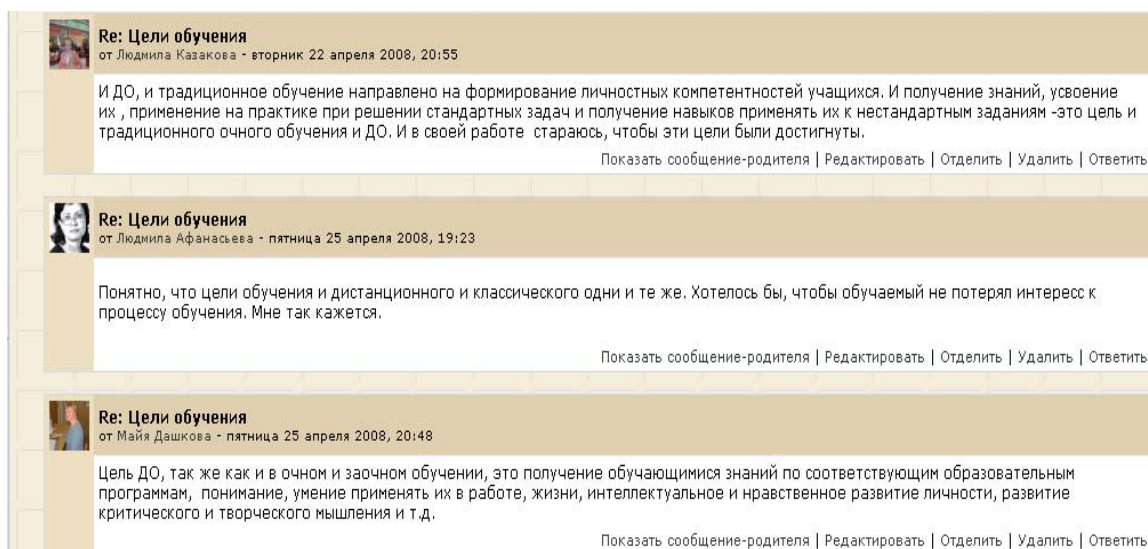 Re: Цели обучения
от Людмила Казакова - вторник 22 апреля 2008, 20:55
И ДО, и традиционное обучение направлено на формирование личностных компетентностей учащихся. И получение знаний, усвоение
их , применение на практике при решении стандартных задач и получение навыков применять их к нестандартным заданиям -это цель и
традиционного очного обучения и ДО. И в своей работе стараюсь, чтобы эти цели были достигнуты.
Показать сообщение-родителя | Редактировать | Отделить | Удалить | Ответить
Re: Цели обучения
от Людмила Афанасьева - пятница 25 апреля 2008, 19:23
Понятно, что цели обучения и дистанционного и классического одни и те же. Хотелось бы, чтобы обучаемый не потерял интересс к
процессу обучения. Мне так кажется.
Показать сообщение-родителя | Редактировать | Отделить | Удалить | Ответить
Re: Цели обучения
от Майя Дашкова - пятница 25 апреля 2008, 20:48
Цель ДО, так же как и в очном и заочном обучении, это получение обучающимися знаний по соответствующим образовательным
программам, понимание, умение применять их в работе, жизни, интеллектуальное и нравственное развитие личности, развитие
критического и творческого мышления и т.д.
Показать сообщение-родителя | Редактировать | Отделить | Удалить | Ответить